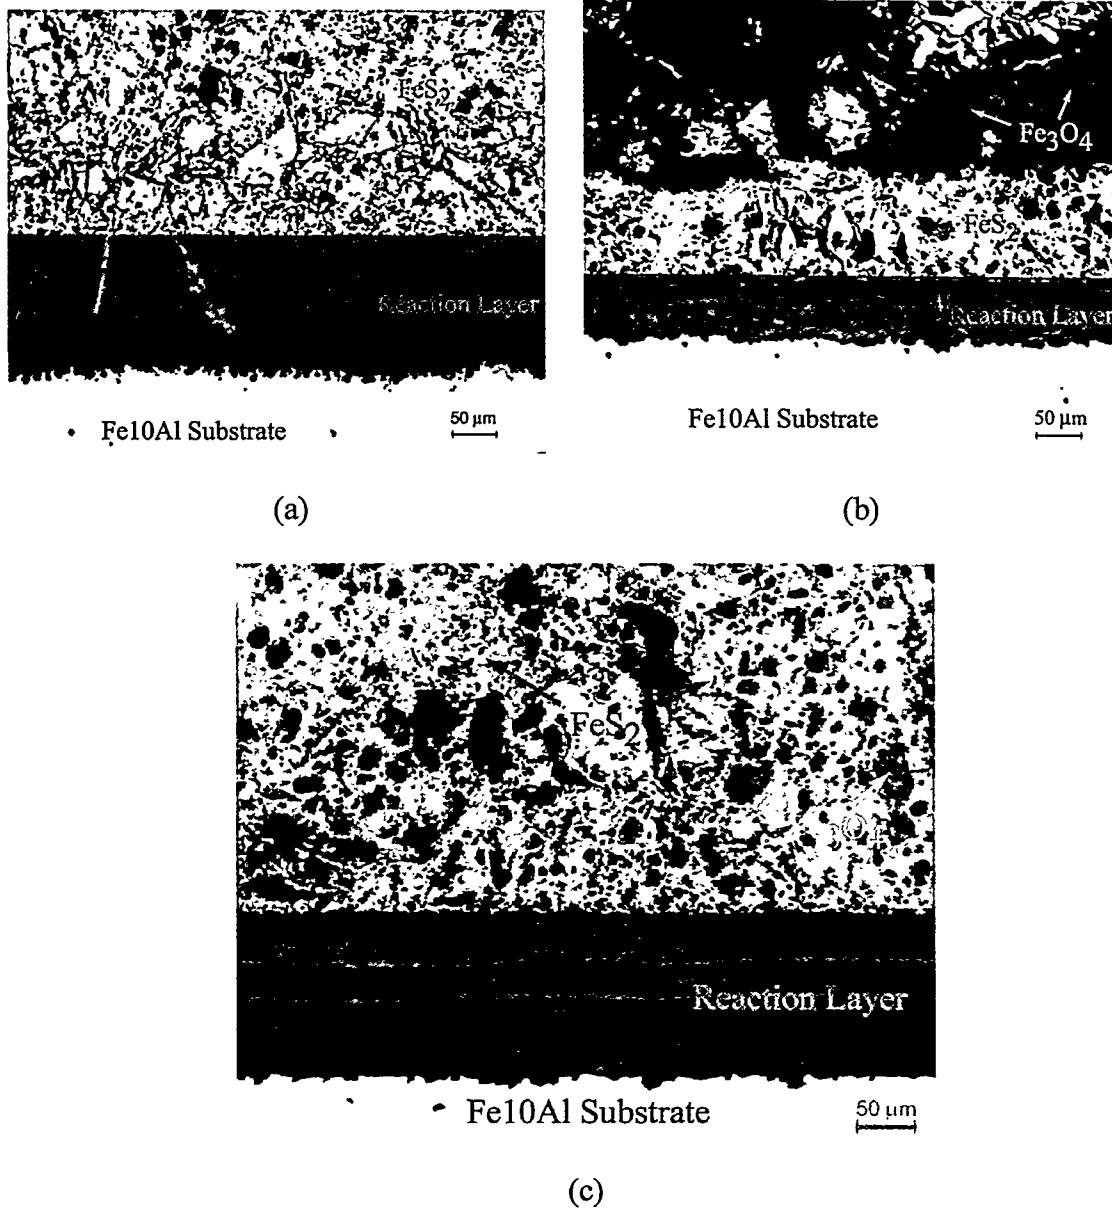 FeS2
Reaction Layer
Fe10Al Substrate
50 μm
(a)
Fe3O4
FeS2
Reaction Layer
Fe10Al Substrate
50 μm
(b)
FeS2
3O4
Reaction Layer
Fe10Al Substrate
50 μm
(c)